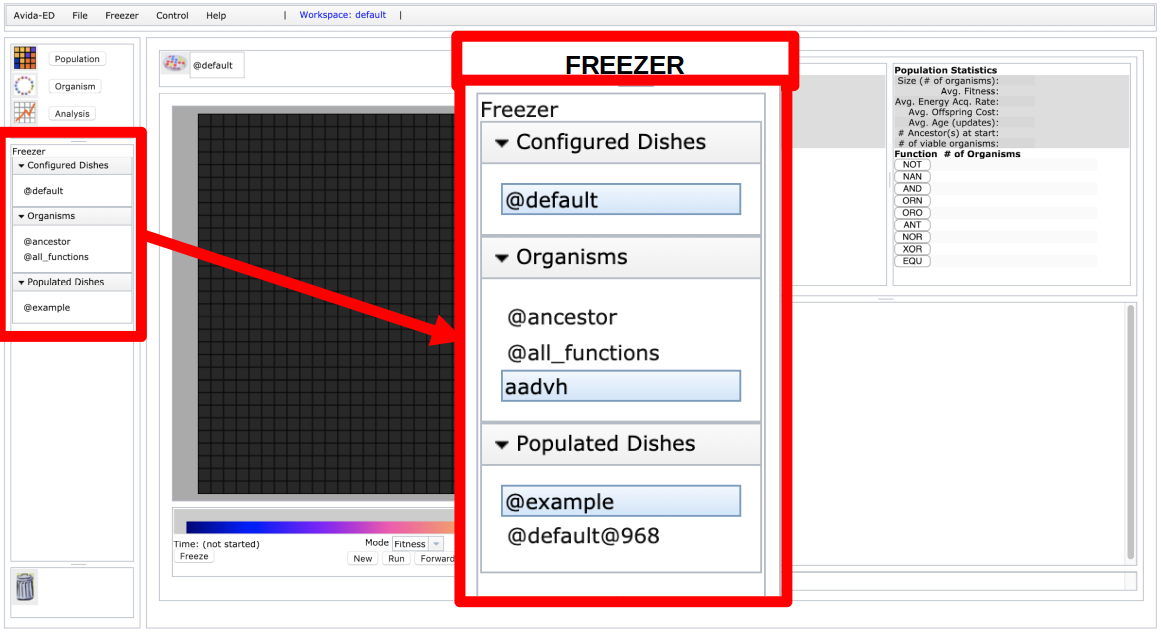 Avida-ED File Freezer Control Help | Workspace: default |
Population
Organism
Analysis
Freezer
Configured Dishes
@default
Organisms
@ancestor
@all_functions
Populated Dishes
@example
@default
Time: (not started)
Freeze
Mode Fitness
New Run Forward
FREEZER
Freezer
Configured Dishes
@default
Organisms
@ancestor
@all_functions
aadvh
Populated Dishes
@example
@default@968
Population Statistics
Size (# of organisms):
Avg. Fitness:
Avg. Energy Acq. Rate:
Avg. Offspring Cost:
Avg. Age (updates):
# Ancestor(s) at start:
# of viable organisms:
Function # of Organisms
NOT
NAN
AND
ORN
ORO
ANT
NOR
XOR
EQU